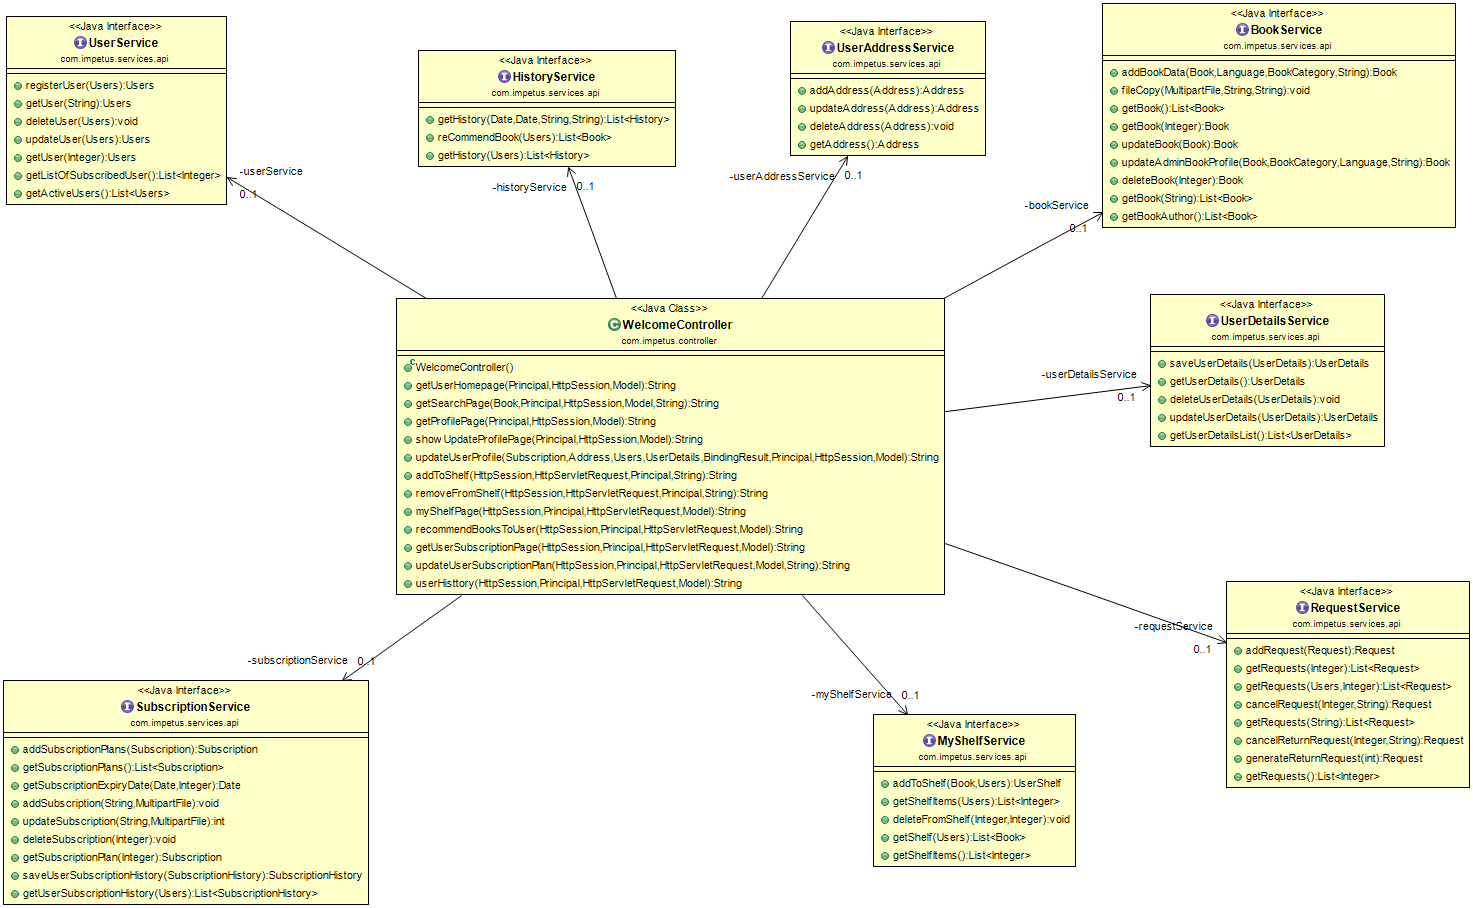 <<Java Interface>>
UserService
com.impetus.services.api
registerUser(Users):Users
getUser(String):Users
deleteUser(Users):void
updateUser(Users):Users
getUser(Integer):Users
getListOfSubscribedUser():List<Integer>
getActiveUsers():List<Users>
-userService
0..1
<<Java Interface>>
HistoryService
com.impetus.services.api
getHistory(Date,Date,String,String):List<History>
reCommendBook(Users):List<Book>
getHistory(Users):List<History>
-historyService
0..1
<<Java Interface>>
UserAddressService
com.impetus.services.api
addAddress(Address):Address
updateAddress(Address):Address
deleteAddress(Address):void
getAddress():Address
-userAddressService
0..1
<<Java Interface>>
BookService
com.impetus.services.api
addBookData(Book,Language,BookCategory,String):Book
fileCopy(MultipartFile,String,String):void
getBook():List<Book>
getBook(Integer):Book
updateBook(Book):Book
updateAdminBookProfile(Book,BookCategory,Language,String):Book
deleteBook(Integer):Book
getBook(String):List<Book>
getBookAuthor():List<Book>
-bookService
0..1
<<Java Class>>
WelcomeController
com.impetus.controller
WelcomeController()
getUserHomepage(Principal,HttpSession,Model):String
getSearchPage(Book,Principal,HttpSession,Model,String):String
getProfilePage(Principal,HttpSession,Model):String
showUpdateProfilePage(Principal,HttpSession,Model):String
updateUserProfile(Subscription,Address,Users,UserDetails,BindingResult,Principal,HttpSession,Model):String
addToShelf(HttpSession,HttpServletRequest,Principal,String):String
removeFromShelf(HttpSession,HttpServletRequest,Principal,String):String
myShelfPage(HttpSession,Principal,HttpServletRequest,Model):String
recommendBooksToUser(HttpSession,Principal,HttpServletRequest,Model):String
getUserSubscriptionPage(HttpSession,Principal,HttpServletRequest,Model):String
updateUserSubscriptionPlan(HttpSession,Principal,HttpServletRequest,Model,String):String
userHisttory(HttpSession,Principal,HttpServletRequest,Model):String
<<Java Interface>>
UserDetailsService
com.impetus.services.api
saveUserDetails(UserDetails):UserDetails
getUserDetails():UserDetails
deleteUserDetails(UserDetails):void
updateUserDetails(UserDetails):UserDetails
getUserDetailsList():List<UserDetails>
-userDetailsService
0..1
<<Java Interface>>
RequestService
com.impetus.services.api
addRequest(Request):Request
getRequests(Integer):List<Request>
getRequests(Users,Integer):List<Request>
cancelRequest(Integer,String):Request
getRequests(String):List<Request>
cancelReturnRequest(Integer,String):Request
generateReturnRequest(int):Request
getRequests():List<Integer>
-requestService
0..1
-subscriptionService
0..1
<<Java Interface>>
SubscriptionService
com.impetus.services.api
addSubscriptionPlans(Subscription):Subscription
getSubscriptionPlans():List<Subscription>
getSubscriptionExpiryDate(Date,Integer):Date
addSubscription(String,MultipartFile):void
updateSubscription(String,MultipartFile):int
deleteSubscription(Integer):void
getSubscriptionPlan(Integer):Subscription
saveUserSubscriptionHistory(SubscriptionHistory):SubscriptionHistory
getUserSubscriptionHistory(Users):List<SubscriptionHistory>
-myShelfService
0..1
<<Java Interface>>
MyShelfService
com.impetus.services.api
addToShelf(Book,Users):UserShelf
getShelfItems(Users):List<Integer>
deleteFromShelf(Integer,Integer):void
getShelf(Users):List<Book>
getShelfItems():List<Integer>